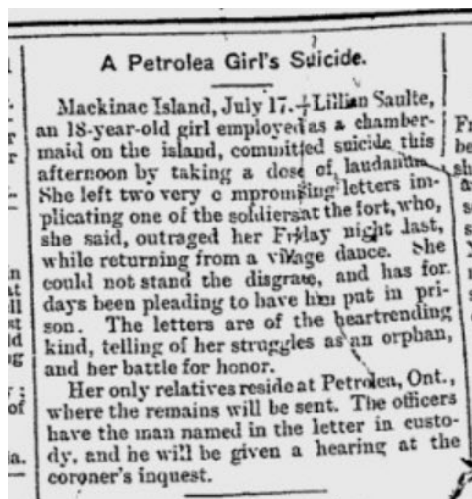 A Petrolea Girl's Suicide.
Mackinac Island, July 17.—Lillian Saulte,
an 18-year-old girl employed as a chamber-
maid on the island, committed suicide this
afternoon by taking a dose of laudanum.
She left two very c mpromising letters im-
plicating one of the soldiers at the fort, who,
she said, outraged her Friday night last,
while returning from a village dance. She
could not stand the disgrace, and has for
days been pleading to have him put in pri-
son. The letters are of the heartrending
kind, telling of her struggles as an orphan,
and her battle for honor.
Her only relatives reside at Petrolea, Ont.,
where the remains will be sent. The officers
have the man named in the letter in custo-
dy, and he will be given a hearing at the
coroner's inquest.